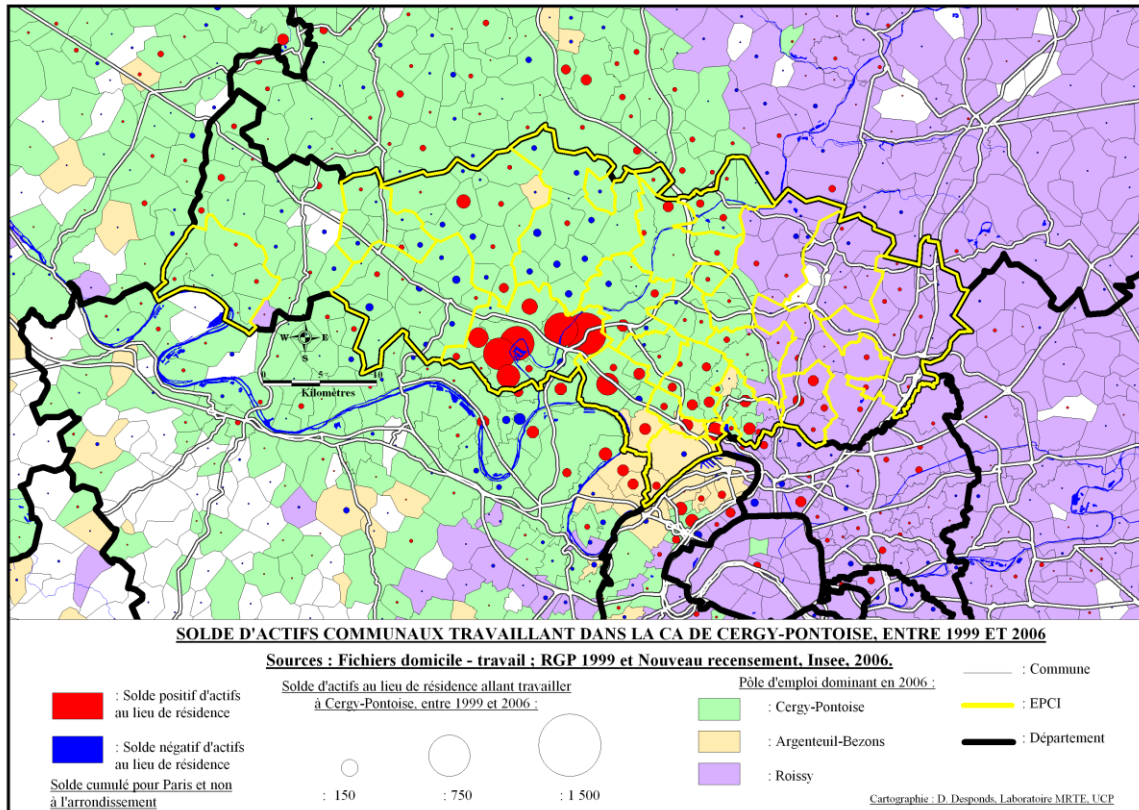 W E
S
0 5 10
Kilomètres
SOLDE D'ACTIFS COMMUNAUX TRAVAILLANT DANS LA CA DE CERGY-PONTOISE, ENTRE 1999 ET 2006
Sources : Fichiers domicile - travail ; RGP 1999 et Nouveau recensement, Insee, 2006.
: Solde positif d'actifs
au lieu de résidence
: Solde négatif d'actifs
au lieu de résidence
Solde cumulé pour Paris et non
à l'arrondissement
Solde d'actifs au lieu de résidence allant travailler
à Cergy-Pontoise, entre 1999 et 2006 :
: 150 : 750 : 1 500
Pôle d'emploi dominant en 2006 :
: Cergy-Pontoise
: Argenteuil-Bezons
: Roissy
: Commune
: EPCI
: Département
Cartographie : D. Desponds, Laboratoire MRTE, UCP